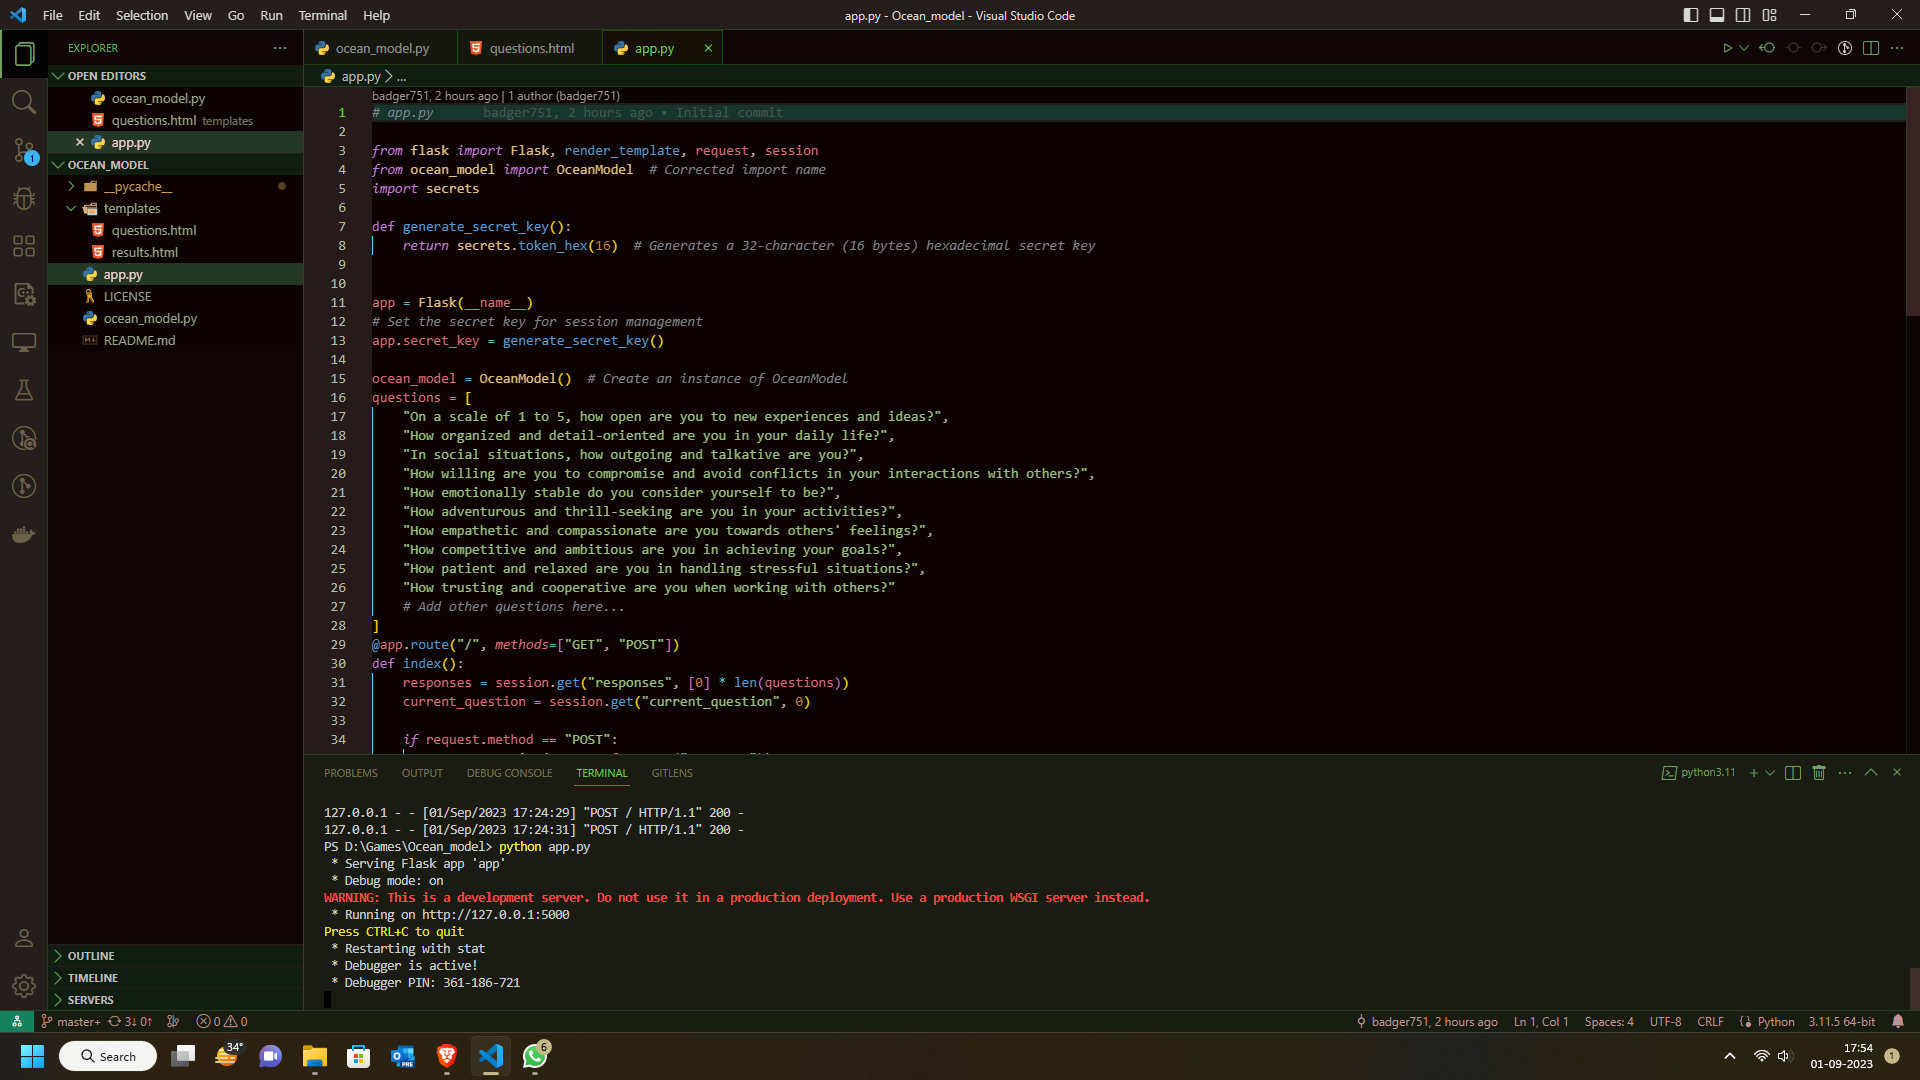 File Edit Selection View Go Run Terminal Help
app.py - Ocean_model - Visual Studio Code
EXPLORER
OPEN EDITORS
ocean_model.py
questions.html templates
app.py
OCEAN_MODEL
__pycache__
templates
questions.html
results.html
app.py
LICENSE
ocean_model.py
README.md
OUTLINE
TIMELINE
SERVERS
1
ocean_model.py questions.html app.py
app.py > ...
badger751, 2 hours ago | 1 author (badger751)
1 # app.py badger751, 2 hours ago • Initial commit
2
3 from flask import Flask, render_template, request, session
4 from ocean_model import OceanModel # Corrected import name
5 import secrets
6
7 def generate_secret_key():
8 return secrets.token_hex(16) # Generates a 32-character (16 bytes) hexadecimal secret key
9
10
11 app = Flask(__name__)
12 # Set the secret key for session management
13 app.secret_key = generate_secret_key()
14
15 ocean_model = OceanModel() # Create an instance of OceanModel
16 questions = [
17 "On a scale of 1 to 5, how open are you to new experiences and ideas?",
18 "How organized and detail-oriented are you in your daily life?",
19 "In social situations, how outgoing and talkative are you?",
20 "How willing are you to compromise and avoid conflicts in your interactions with others?",
21 "How emotionally stable do you consider yourself to be?",
22 "How adventurous and thrill-seeking are you in your activities?",
23 "How empathetic and compassionate are you towards others' feelings?",
24 "How competitive and ambitious are you in achieving your goals?",
25 "How patient and relaxed are you in handling stressful situations?",
26 "How trusting and cooperative are you when working with others?"
27 # Add other questions here...
28 ]
29 @app.route("/", methods=["GET", "POST"])
30 def index():
31 responses = session.get("responses", [0] * len(questions))
32 current_question = session.get("current_question", 0)
33
34 if request.method == "POST":
PROBLEMS OUTPUT DEBUG CONSOLE TERMINAL GITLENS
python3.11
127.0.0.1 - - [01/Sep/2023 17:24:29] "POST / HTTP/1.1" 200 -
127.0.0.1 - - [01/Sep/2023 17:24:31] "POST / HTTP/1.1" 200 -
PS D:\Games\Ocean_model> python app.py
* Serving Flask app 'app'
* Debug mode: on
WARNING: This is a development server. Do not use it in a production deployment. Use a production WSGI server instead.
* Running on http://127.0.0.1:5000
Press CTRL+C to quit
* Restarting with stat
* Debugger is active!
* Debugger PIN: 361-186-721
master+ 3↓ 0↑ 0 0
badger751, 2 hours ago Ln 1, Col 1 Spaces: 4 UTF-8 CRLF Python 3.11.5 64-bit
Search
34°
PRE
6
17:54
01-09-2023
1